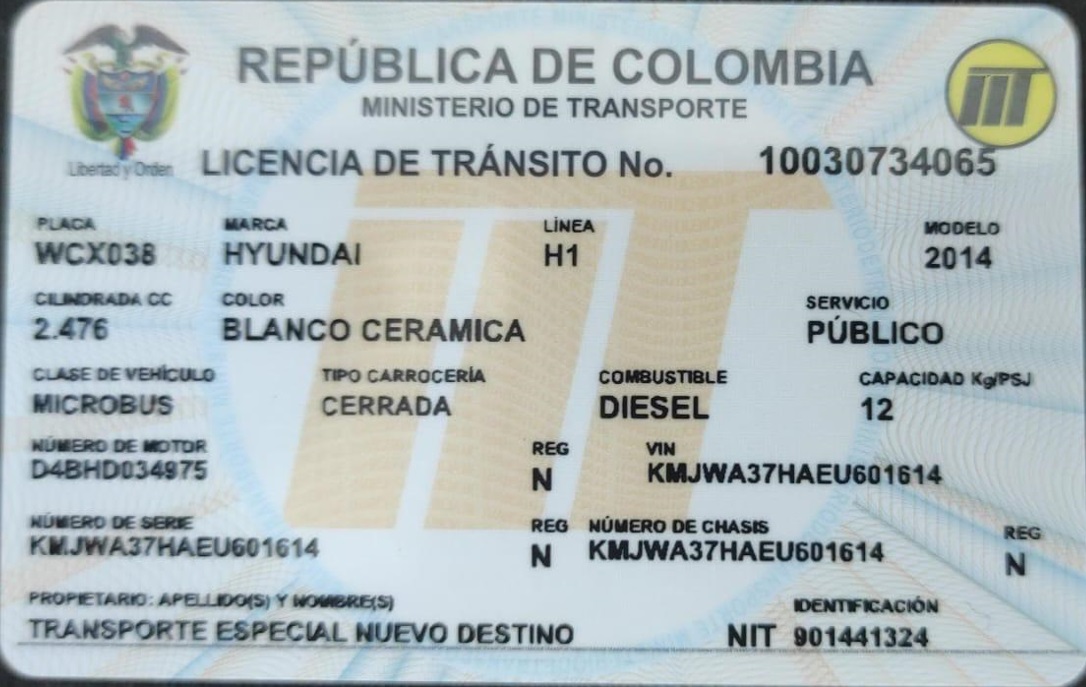 REPÚBLICA DE COLOMBIA
MINISTERIO DE TRANSPORTE
Libertad y Orden
LICENCIA DE TRÁNSITO No. 10030734065
PLACA MARCA LÍNEA MODELO
WCX038 HYUNDAI H1 2014
CILINDRADA CC COLOR SERVICIO
2.476 BLANCO CERAMICA PÚBLICO
CLASE DE VEHÍCULO TIPO CARROCERÍA COMBUSTIBLE CAPACIDAD Kg/PSJ
MICROBUS CERRADA DIESEL 12
NÚMERO DE MOTOR REG VIN
D4BHD034975 N KMJWA37HAEU601614
NÚMERO DE SERIE REG NÚMERO DE CHASIS REG
KMJWA37HAEU601614 N KMJWA37HAEU601614 N
PROPIETARIO: APELLIDO(S) Y NOMBRE(S) IDENTIFICACIÓN
TRANSPORTE ESPECIAL NUEVO DESTINO NIT 901441324